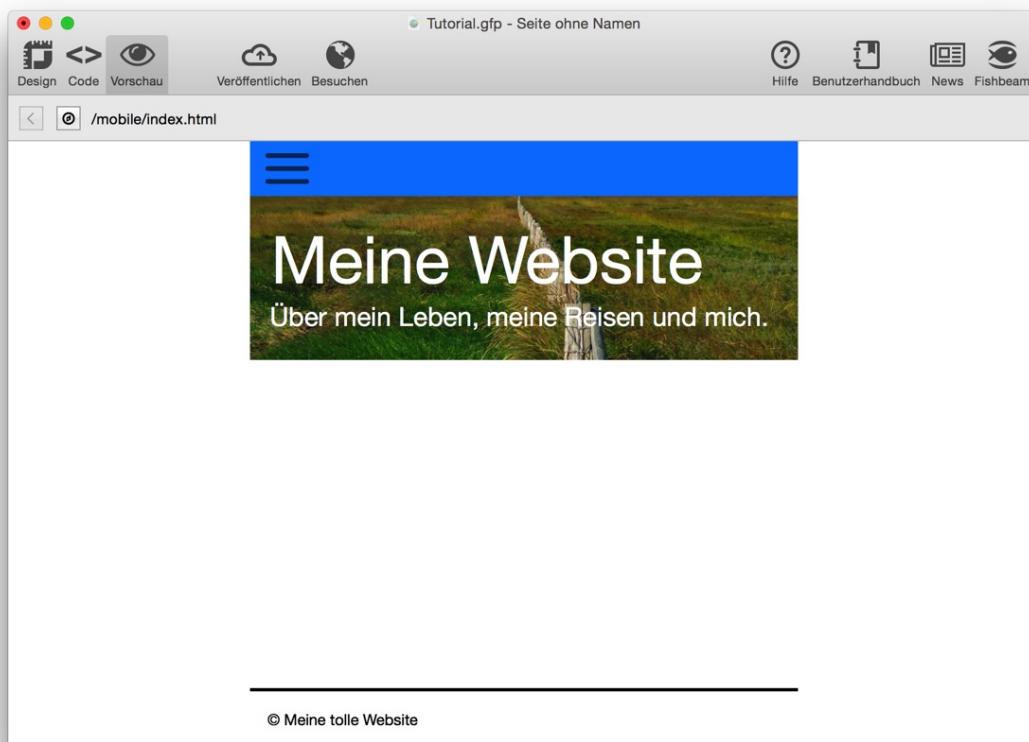 Tutorial.gfp - Seite ohne Namen
Design Code Vorschau Veröffentlichen Besuchen Hilfe Benutzerhandbuch News Fishbeam
/mobile/index.html
Meine Website
Über mein Leben, meine Reisen und mich.
© Meine tolle Website